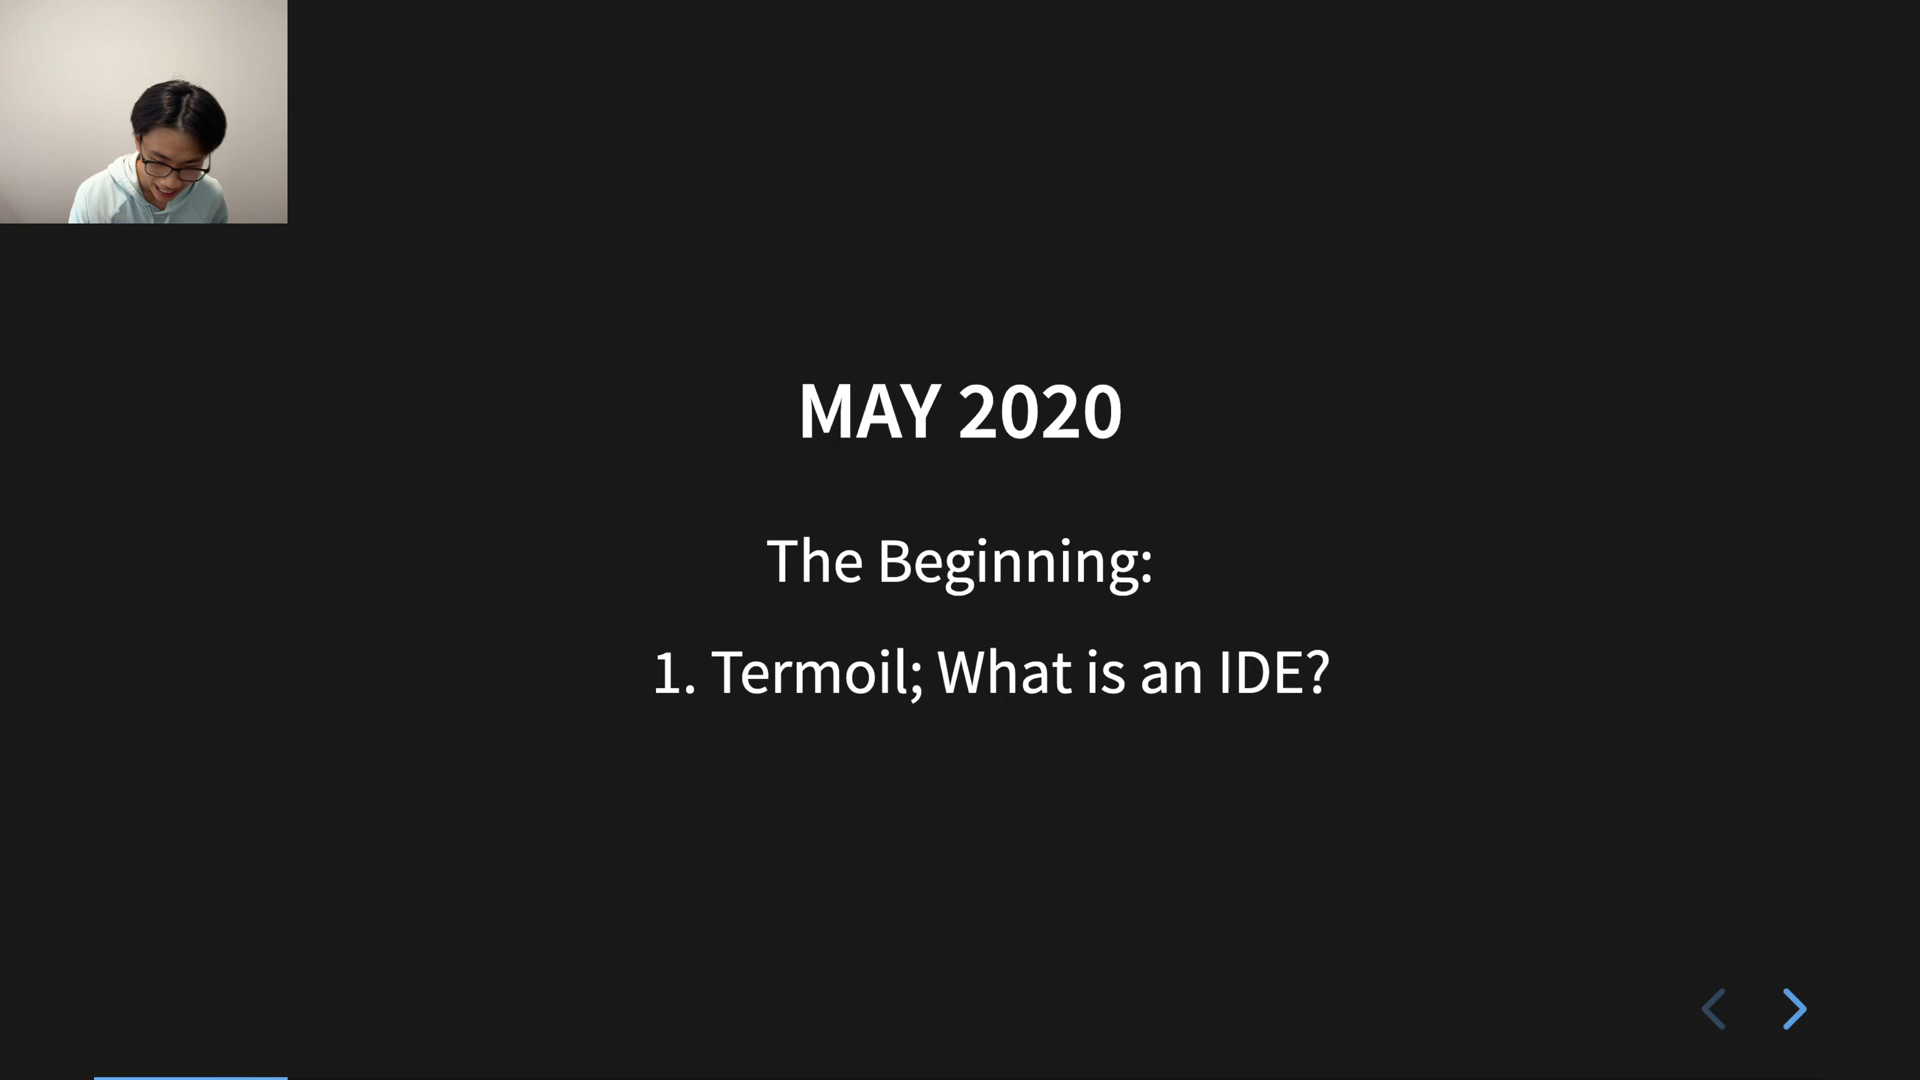 MAY 2020
The Beginning:
1. Termoil; What is an IDE?